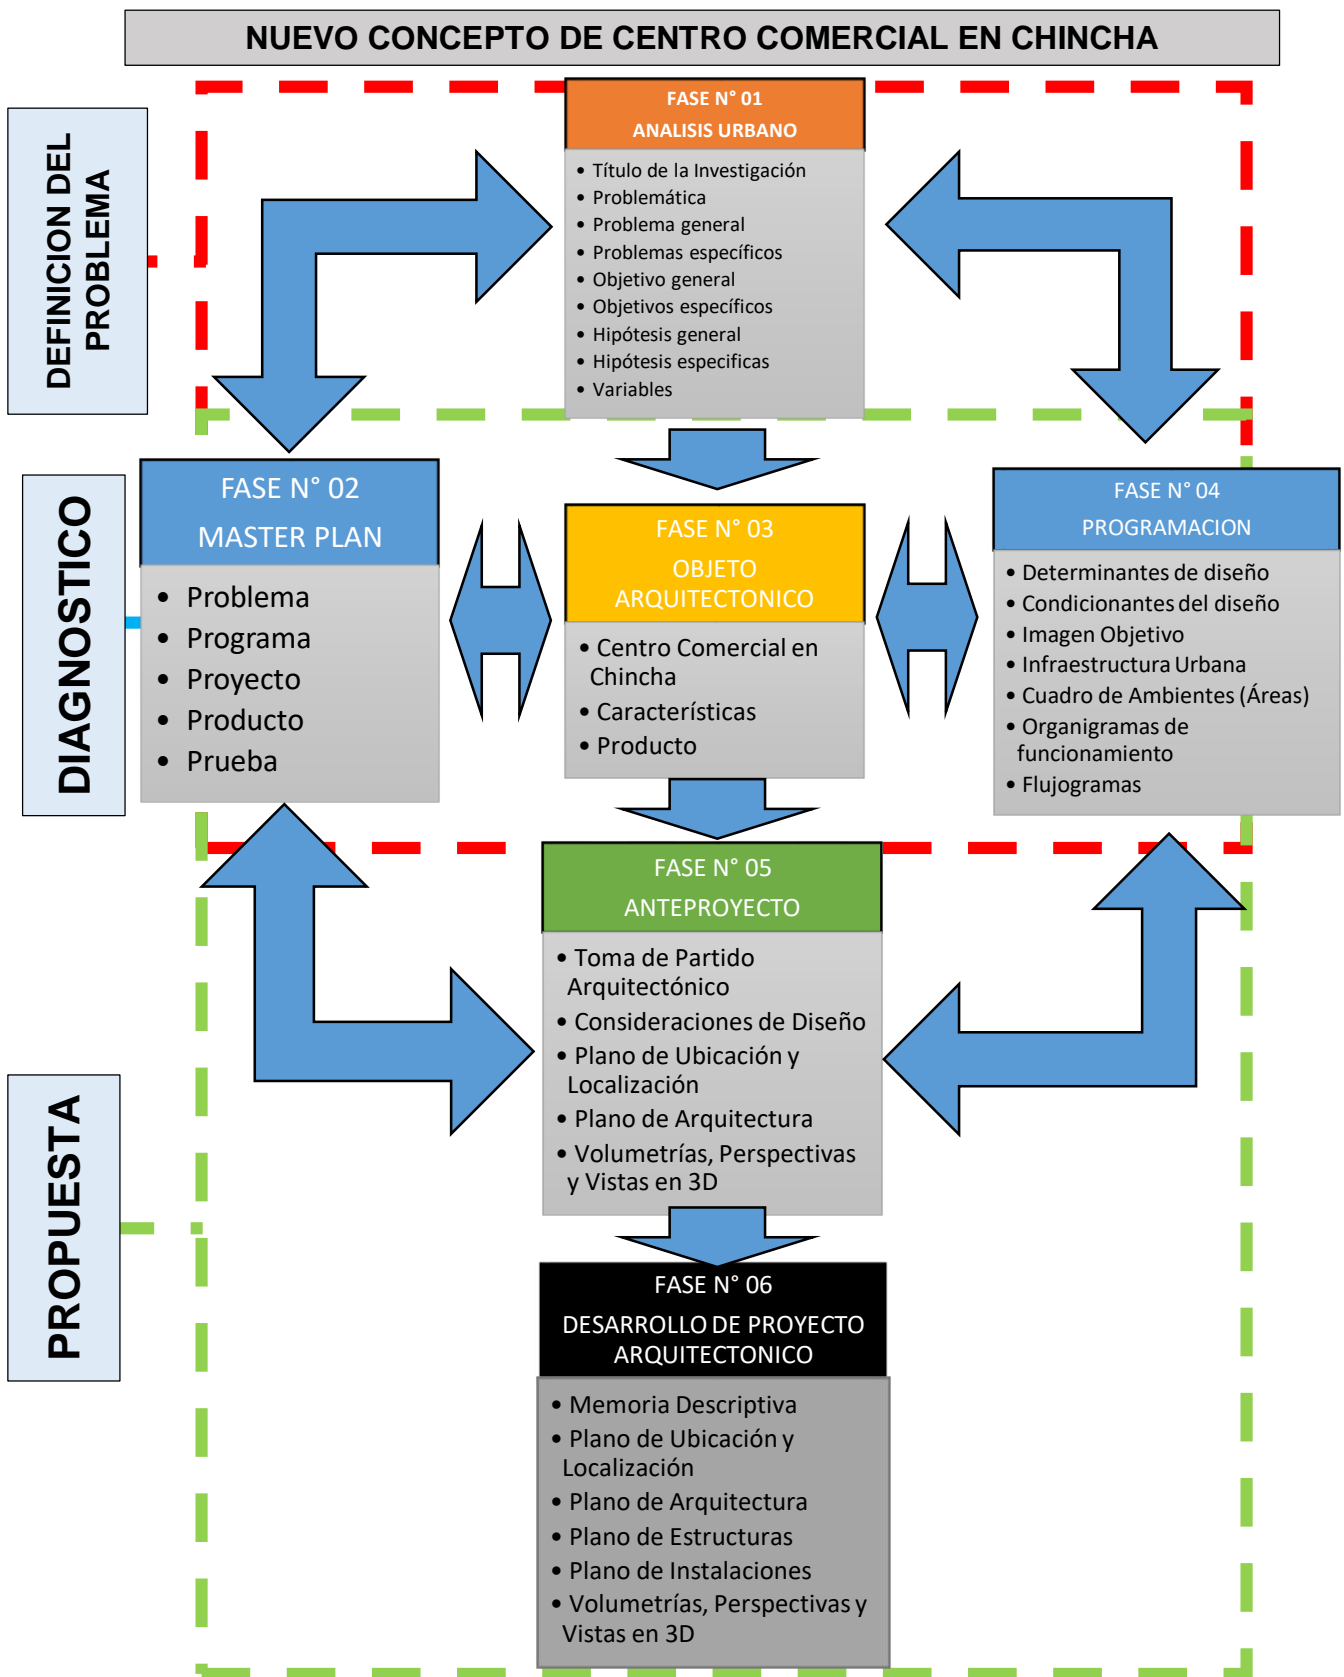 NUEVO CONCEPTO DE CENTRO COMERCIAL EN CHINCHA
DEFINICION DEL
PROBLEMA
FASE N° 01
ANALISIS URBANO
• Título de la Investigación
• Problemática
• Problema general
• Problemas específicos
• Objetivo general
• Objetivos específicos
• Hipótesis general
• Hipótesis especificas
• Variables
DIAGNOSTICO
FASE N° 02
MASTER PLAN
• Problema
• Programa
• Proyecto
• Producto
• Prueba
FASE N° 03
OBJETO
ARQUITECTONICO
• Centro Comercial en
Chincha
• Características
• Producto
FASE N° 04
PROGRAMACION
• Determinantes de diseño
• Condicionantes del diseño
• Imagen Objetivo
• Infraestructura Urbana
• Cuadro de Ambientes (Áreas)
• Organigramas de
funcionamiento
• Flujogramas
PROPUESTA
FASE N° 05
ANTEPROYECTO
• Toma de Partido
Arquitectónico
• Consideraciones de Diseño
• Plano de Ubicación y
Localización
• Plano de Arquitectura
• Volumetrías, Perspectivas
y Vistas en 3D
FASE N° 06
DESARROLLO DE PROYECTO
ARQUITECTONICO
• Memoria Descriptiva
• Plano de Ubicación y
Localización
• Plano de Arquitectura
• Plano de Estructuras
• Plano de Instalaciones
• Volumetrías, Perspectivas y
Vistas en 3D